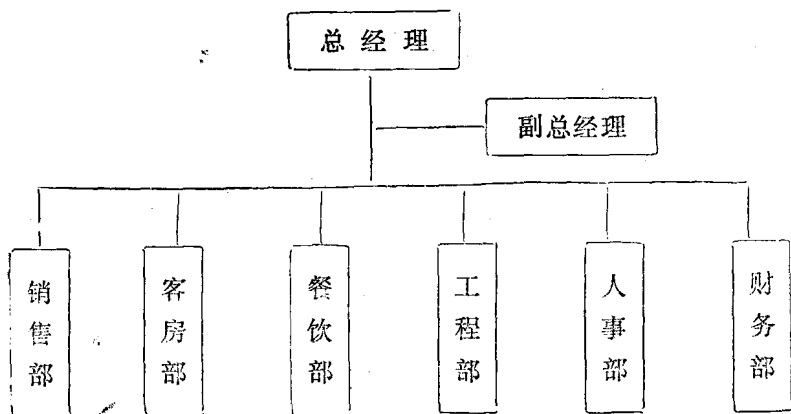 总经理
副总经理
销售部
客房部
餐饮部
工程部
人事部
财务部